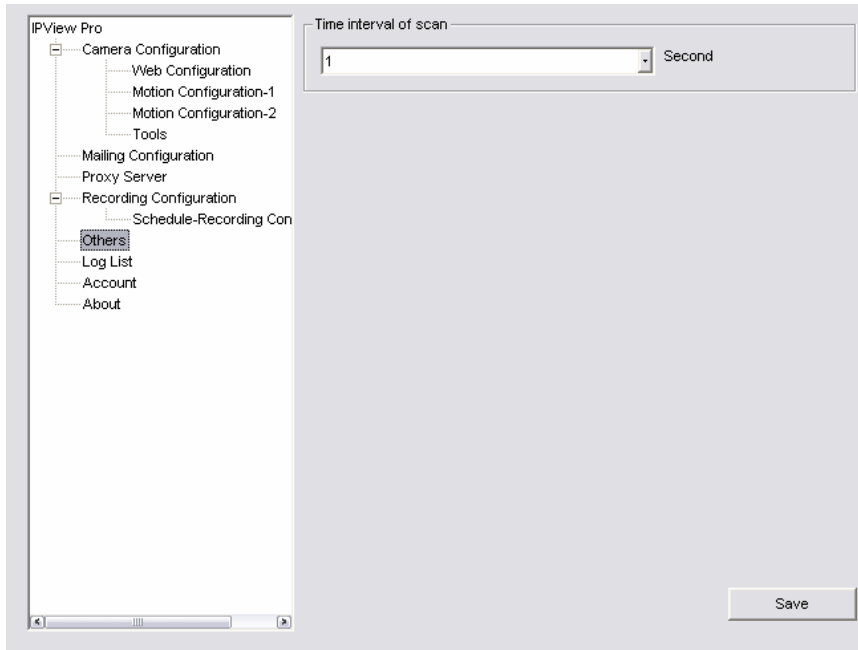 IPView Pro
Camera Configuration
Web Configuration
Motion Configuration-1
Motion Configuration-2
Tools
Mailing Configuration
Proxy Server
Recording Configuration
Schedule-Recording Con
Others
Log List
Account
About
Time interval of scan
1
Second
Save